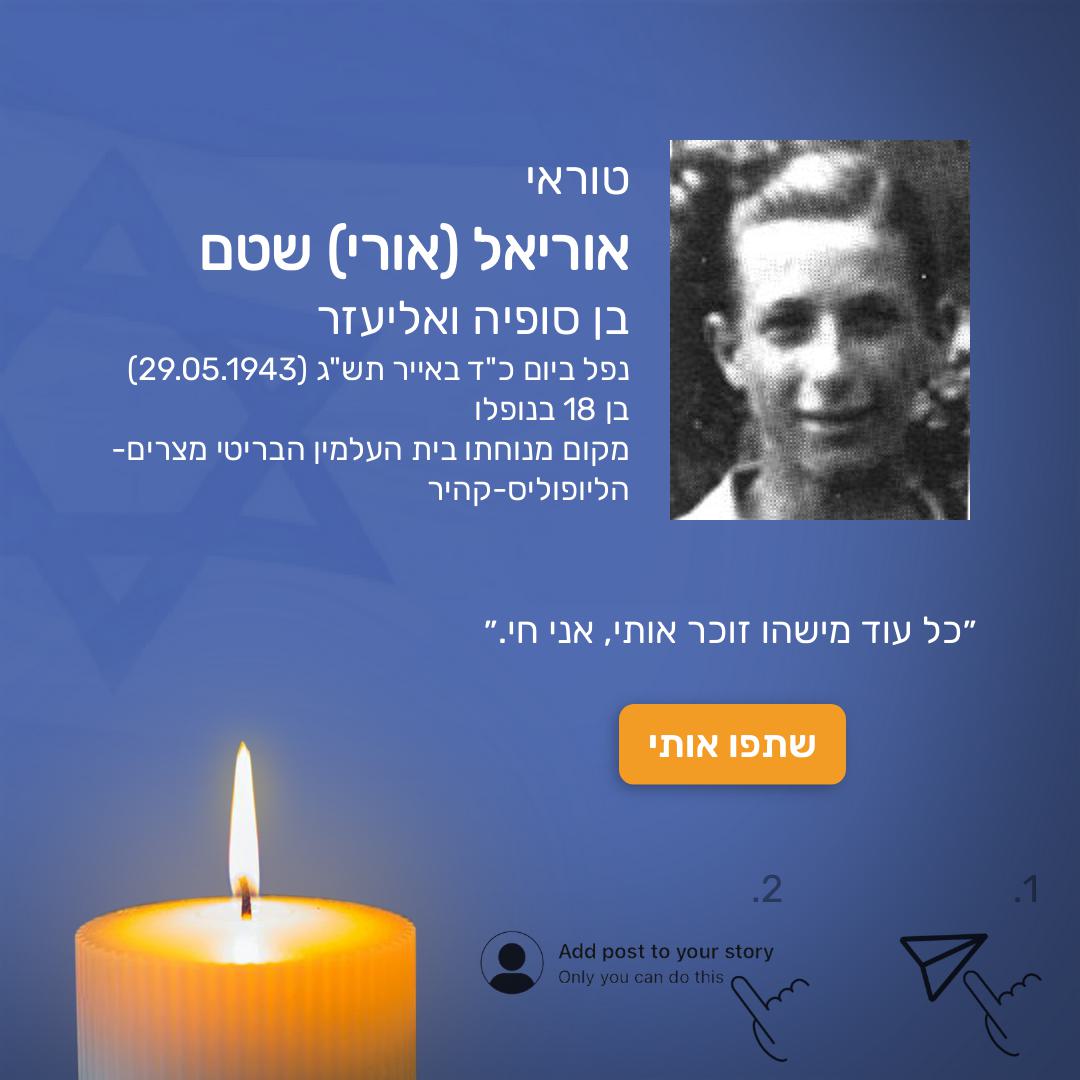 טוראי
אוריאל (אורי) שטם
בן סופיה ואליעזר
נפל ביום כ"ד באייר תש"ג (29.05.1943)
בן 18 בנופלו
מקום מנוחתו בית העלמין הבריטי מצרים-
הליופוליס-קהיר
״כל עוד מישהו זוכר אותי, אני חי.״
שתפו אותי
1.
2.
Add post to your story
Only you can do this